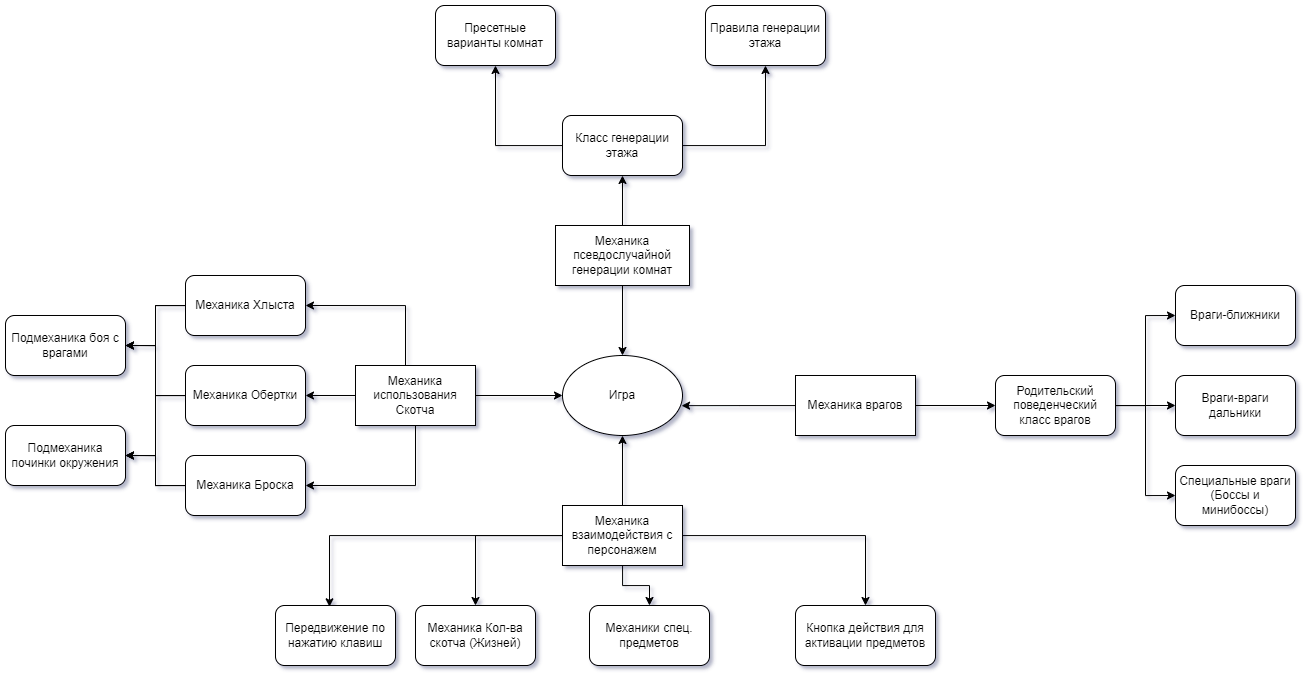 Пресетные
варианты комнат
Правила генерации
этажа
Класс генерации
этажа
Механика
псевдослучайной
генерации комнат
Механика Хлыста
Подмеханика боя с
врагами
Механика Обертки
Механика
использования
Скотча
Игра
Механика врагов
Родительский
поведенческий
класс врагов
Враги-ближники
Враги-враги
дальники
Специальные враги
(Боссы и
минибоссы)
Подмеханика
починки окружения
Механика Броска
Механика
взаимодействия с
персонажем
Передвижение по
нажатию клавиш
Механика Кол-ва
скотча (Жизней)
Механики спец.
предметов
Кнопка действия для
активации предметов